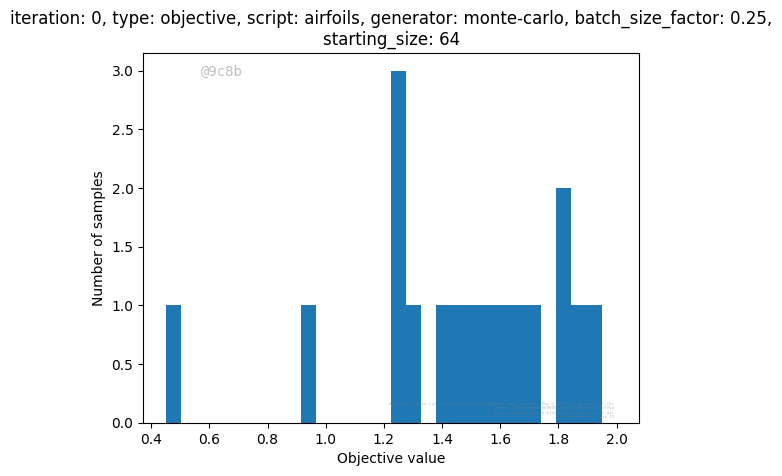 iteration: 0, type: objective, script: airfoils, generator: monte-carlo, batch_size_factor: 0.25,
starting_size: 64
@9c8b
3.0
2.5
2.0
1.5
1.0
0.5
0.0
Number of samples
0.4 0.6 0.8 1.0 1.2 1.4 1.6 1.8 2.0
Objective value